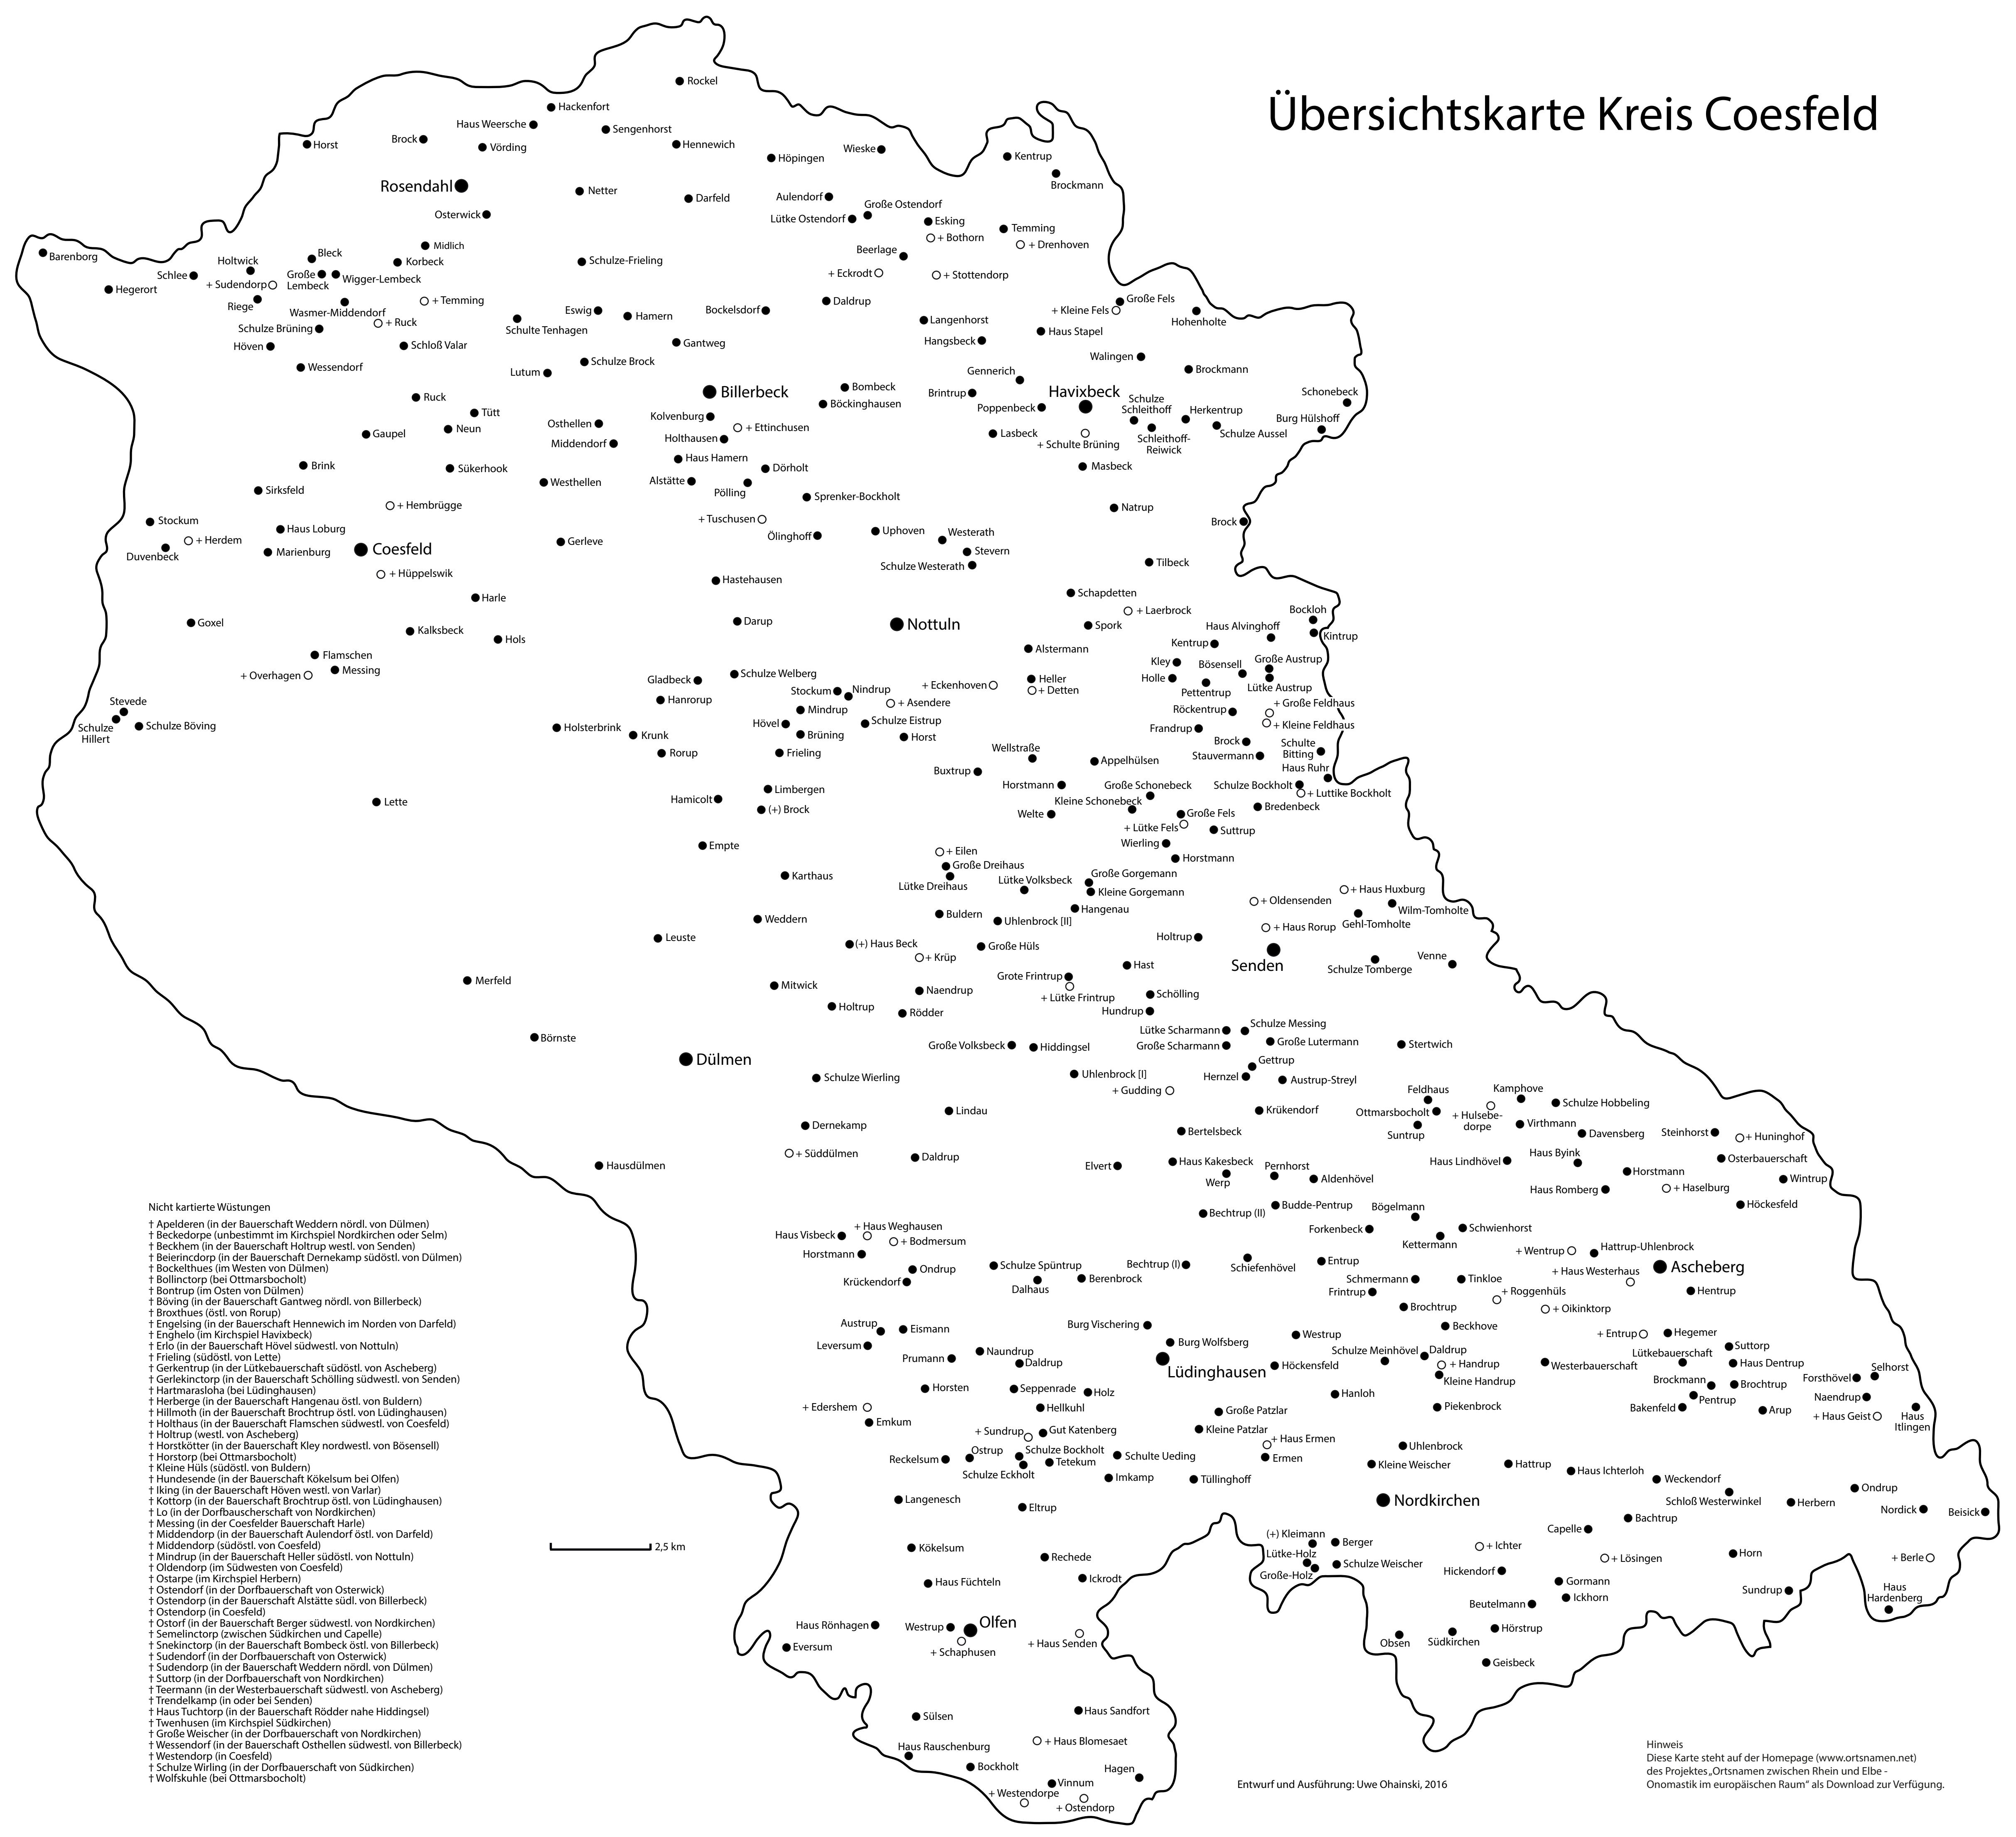 Übersichtskarte Kreis Coesfeld
Rockel
Hackenfort
Haus Weersche
Sengenhorst
Horst
Brock
Vörding
Hennewich
Höpingen
Wieske
Kentrup
Brockmann
Rosendahl
Netter
Darfeld
Aulendorf
Große Ostendorf
Osterwick
Lütke Ostendorf
Esking
Temming
+ Bothorn
+ Drenhoven
Barenborg
Bleck
Midlich
Beerlage
Holtwick
Korbeck
Schulze-Frieling
Schlee
Große
Lembeck
Wigger-Lembeck
+ Eckrodt
+ Stottendorp
+ Sudendorp
Hegerort
Riege
Wasmer-Middendorf
+ Temming
Daldrup
Große Fels
+ Kleine Fels
Hohenholte
Eswig
Hamern
Bockelsdorf
+ Ruck
Schulze Brüning
Schulte Tenhagen
Langenhorst
Haus Stapel
Höven
Schloß Valar
Gantweg
Hangsbeck
Walingen
Wessendorf
Lutum
Schulze Brock
Gennerich
Brockmann
Billerbeck
Bombeck
Brintrup
Havixbeck
Schonebeck
Ruck
Böckinghausen
Poppenbeck
Schulze
Schleithoff
Herkentrup
Burg Hülshoff
Tütt
Kolvenburg
Osthellen
+ Ettinchusen
Gaupel
Neun
Middendorf
Holthausen
Lasbeck
+ Schulte Brüning
Schleithoff-
Reiwick
Schulze Aussel
Haus Hamern
Brink
Sükerhook
Dörholt
Masbeck
Westhellen
Alstätte
Pölling
Sirksfeld
Sprenker-Bockholt
+ Hembrügge
Natrup
Stockum
+ Tuschusen
Brock
Haus Loburg
Ölinghoff
Uphoven
Westerath
+ Herdem
Gerleve
Duvenbeck
Marienburg
Coesfeld
Stevern
Schulze Westerath
Tilbeck
+ Hüppelswik
Hastehausen
Harle
Schapdetten
+ Laerbrock
Bockloh
Goxel
Darup
Nottuln
Spork
Haus Alvinghoff
Kintrup
Kalksbeck
Hols
Kentrup
Alstermann
Flamschen
Kley
Bösensell
Große Austrup
+ Overhagen
Messing
Schulze Welberg
Gladbeck
+ Eckenhoven
Heller
+ Detten
Holle
Pettentrup
Lütke Austrup
Stockum
Nindrup
Hanrorup
+ Asendere
+ Große Feldhaus
Stevede
Mindrup
Röckentrup
Schulze
Hillert
Schulze Böving
Hövel
Schulze Eistrup
+ Kleine Feldhaus
Holsterbrink
Krunk
Brüning
Horst
Frandrup
Brock
Schulte
Bitting
Rorup
Frieling
Wellstraße
Stauvermann
Appelhülsen
Haus Ruhr
Buxtrup
Horstmann
Große Schonebeck
Schulze Bockholt
Limbergen
+ Luttike Bockholt
Lette
Hamicolt
Kleine Schonebeck
(+) Brock
Welte
Große Fels
Bredenbeck
+ Lütke Fels
Suttrup
Empte
Wierling
+ Eilen
Horstmann
Große Dreihaus
Karthaus
Lütke Dreihaus
Lütke Volksbeck
Große Gorgemann
Kleine Gorgemann
+ Haus Huxburg
+ Oldensenden
Weddern
Buldern
Hangenau
Wilm-Tomholte
Uhlenbrock [II]
Gehl-Tomholte
+ Haus Rorup
Leuste
Holtrup
(+) Haus Beck
Große Hüls
+ Krüp
Senden
Venne
Hast
Schulze Tomberge
Merfeld
Grote Frintrup
Mitwick
Naendrup
+ Lütke Frintrup
Schölling
Holtrup
Rödder
Hundrup
Lütke Scharmann
Schulze Messing
Börnste
Große Volksbeck
Hiddingsel
Große Scharmann
Große Lutermann
Stertwich
Dülmen
Gettrup
Schulze Wierling
Uhlenbrock [I]
Hernzel
Austrup-Streyl
+ Gudding
Feldhaus
Kamphove
Schulze Hobbeling
Lindau
Krükendorf
Ottmarsbocholt
+ Hulsebe-
dorpe
Dernekamp
Bertelsbeck
Suntrup
Virthmann
Davensberg
Steinhorst
+ Huninghof
+ Süddülmen
Daldrup
Haus Byink
Osterbauerschaft
Hausdülmen
Elvert
Haus Kakesbeck
Pernhorst
Haus Lindhövel
Horstmann
Werp
Aldenhövel
Wintrup
Haus Romberg
+ Haselburg
Budde-Pentrup
Bögelmann
Höckesfeld
Bechtrup (II)
+ Haus Weghausen
Forkenbeck
Schwienhorst
Haus Visbeck
+ Bodmersum
Kettermann
Horstmann
+ Wentrup
Hattrup-Uhlenbrock
Schulze Spüntrup
Bechtrup (I)
Schiefenhövel
Entrup
Ascheberg
Ondrup
+ Haus Westerhaus
Krückendorf
Dalhaus
Berenbrock
Schmermann
Tinkloe
Frintrup
+ Roggenhüls
Hentrup
Brochtrup
+ Oikinktorp
Austrup
Eismann
Burg Vischering
Beckhove
Leversum
Burg Wolfsberg
Westrup
+ Entrup
Hegemer
Naundrup
Suttorp
Prumann
Daldrup
Schulze Meinhövel
Daldrup
Lütkebauerschaft
Lüdinghausen
Höckensfeld
+ Handrup
Westerbauerschaft
Haus Dentrup
Selhorst
Horsten
Seppenrade
Holz
Kleine Handrup
Brockmann
Brochtrup
Forsthövel
Hanloh
Pentrup
Naendrup
+ Edershem
Hellkuhl
Große Patzlar
Piekenbrock
Bakenfeld
Arup
+ Haus Geist
Haus
Itlingen
Emkum
+ Sundrup
Gut Katenberg
Kleine Patzlar
+ Haus Ermen
Ostrup
Schulze Bockholt
Uhlenbrock
Reckelsum
Tetekum
Schulte Ueding
Ermen
Kleine Weischer
Hattrup
Haus Ichterloh
Schulze Eckholt
Imkamp
Tüllinghoff
Weckendorf
Schloß Westerwinkel
Ondrup
Langenesch
Eltrup
Nordkirchen
Herbern
Nordick
Beisick
Bachtrup
(+) Kleimann
Capelle
Kökelsum
Berger
+ Ichter
Rechede
Lütke-Holz
Schulze Weischer
+ Lösingen
Horn
+ Berle
Haus Füchteln
Ickrodt
Große-Holz
Hickendorf
Gormann
Sundrup
Haus
Hardenberg
Ickhorn
Beutelmann
Haus Rönhagen
Westrup
Olfen
Hörstrup
+ Schaphusen
+ Haus Senden
Obsen
Südkirchen
Eversum
Geisbeck
Sülsen
Haus Sandfort
Haus Rauschenburg
+ Haus Blomesaet
Bockholt
Hagen
Vinnum
+ Westendorpe
+ Ostendorp
2,5 km
Nicht kartierte Wüstungen
† Apelderen (in der Bauerschaft Weddern nördl. von Dülmen)
† Beckedorpe (unbestimmt im Kirchspiel Nordkirchen oder Selm)
† Beckhem (in der Bauerschaft Holtrup westl. von Senden)
† Beierincdorp (in der Bauerschaft Dernekamp südöstl. von Dülmen)
† Bockelthues (im Westen von Dülmen)
† Bollinctorp (bei Ottmarsbocholt)
† Bontrup (im Osten von Dülmen)
† Böving (in der Bauerschaft Gantweg nördl. von Billerbeck)
† Broxthues (östl. von Rorup)
† Engelsing (in der Bauerschaft Hennewich im Norden von Darfeld)
† Enghelo (im Kirchspiel Havixbeck)
† Erlo (in der Bauerschaft Hövel südwestl. von Nottuln)
† Frieling (südöstl. von Lette)
† Gerkentrup (in der Lütkebauerschaft südöstl. von Ascheberg)
† Gerlekinctorp (in der Bauerschaft Schölling südwestl. von Senden)
† Hartmarasloha (bei Lüdinghausen)
† Herberge (in der Bauerschaft Hangenau östl. von Buldern)
† Hillmoth (in der Bauerschaft Brochtrup östl. von Lüdinghausen)
† Holthaus (in der Bauerschaft Flamschen südwestl. von Coesfeld)
† Holtrup (westl. von Ascheberg)
† Horstkötter (in der Bauerschaft Kley nordwestl. von Bösensell)
† Horstorp (bei Ottmarsbocholt)
† Kleine Hüls (südöstl. von Buldern)
† Hundesende (in der Bauerschaft Kökelsum bei Olfen)
† Iking (in der Bauerschaft Höven westl. von Varlar)
† Kottorp (in der Bauerschaft Brochtrup östl. von Lüdinghausen)
† Lo (in der Dorfbauscherschaft von Nordkirchen)
† Messing (in der Coesfelder Bauerschaft Harle)
† Middendorp (in der Bauerschaft Aulendorf östl. von Darfeld)
† Middendorp (südöstl. von Coesfeld)
† Mindrup (in der Bauerschaft Heller südöstl. von Nottuln)
† Oldendorp (im Südwesten von Coesfeld)
† Ostarpe (im Kirchspiel Herbern)
† Ostendorf (in der Dorfbauerschaft von Osterwick)
† Ostendorp (in der Bauerschaft Alstätte südl. von Billerbeck)
† Ostendorp (in Coesfeld)
† Ostorf (in der Bauerschaft Berger südwestl. von Nordkirchen)
† Semelinctorp (zwischen Südkirchen und Capelle)
† Snekinctorp (in der Bauerschaft Bombeck östl. von Billerbeck)
† Sudendorf (in der Dorfbauerschaft von Osterwick)
† Sudendorp (in der Bauerschaft Weddern nördl. von Dülmen)
† Suttorp (in der Dorfbauerschaft von Nordkirchen)
† Teermann (in der Westerbauerschaft südwestl. von Ascheberg)
† Trendelkamp (in oder bei Senden)
† Haus Tuchtorp (in der Bauerschaft Rödder nahe Hiddingsel)
† Twenhusen (im Kirchspiel Südkirchen)
† Große Weischer (in der Dorfbauerschaft von Nordkirchen)
† Wessendorf (in der Bauerschaft Osthellen südwestl. von Billerbeck)
† Westendorp (in Coesfeld)
† Schulze Wirling (in der Dorfbauerschaft von Südkirchen)
† Wolfskuhle (bei Ottmarsbocholt)
Entwurf und Ausführung: Uwe Ohainski, 2016
Hinweis
Diese Karte steht auf der Homepage (www.ortsnamen.net)
des Projektes „Ortsnamen zwischen Rhein und Elbe -
Onomastik im europäischen Raum“ als Download zur Verfügung.